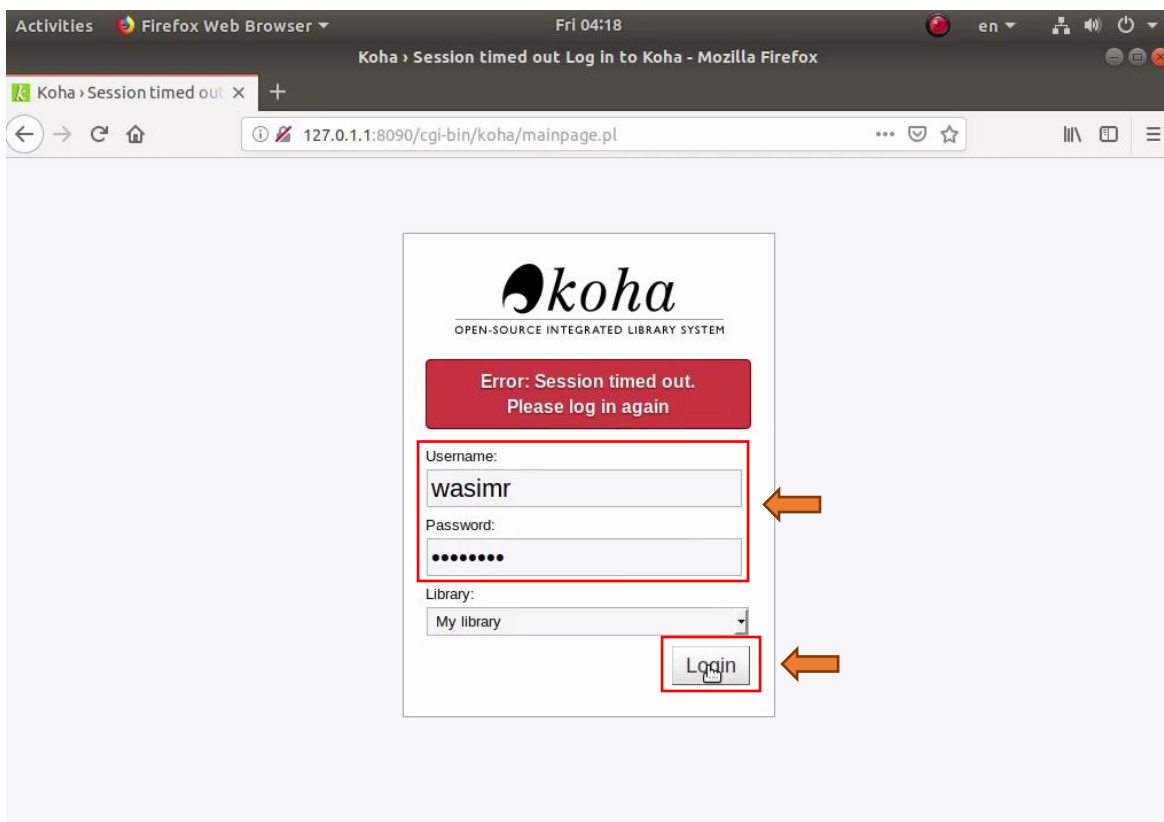 Activities Firefox Web Browser Fri 04:18 en
Koha › Session timed out Log in to Koha - Mozilla Firefox
Koha › Session timed out
127.0.1.1:8090/cgi-bin/koha/mainpage.pl
koha
OPEN-SOURCE INTEGRATED LIBRARY SYSTEM
Error: Session timed out.
Please log in again
Username:
wasimr
Password:
••••••••
Library:
My library
Login